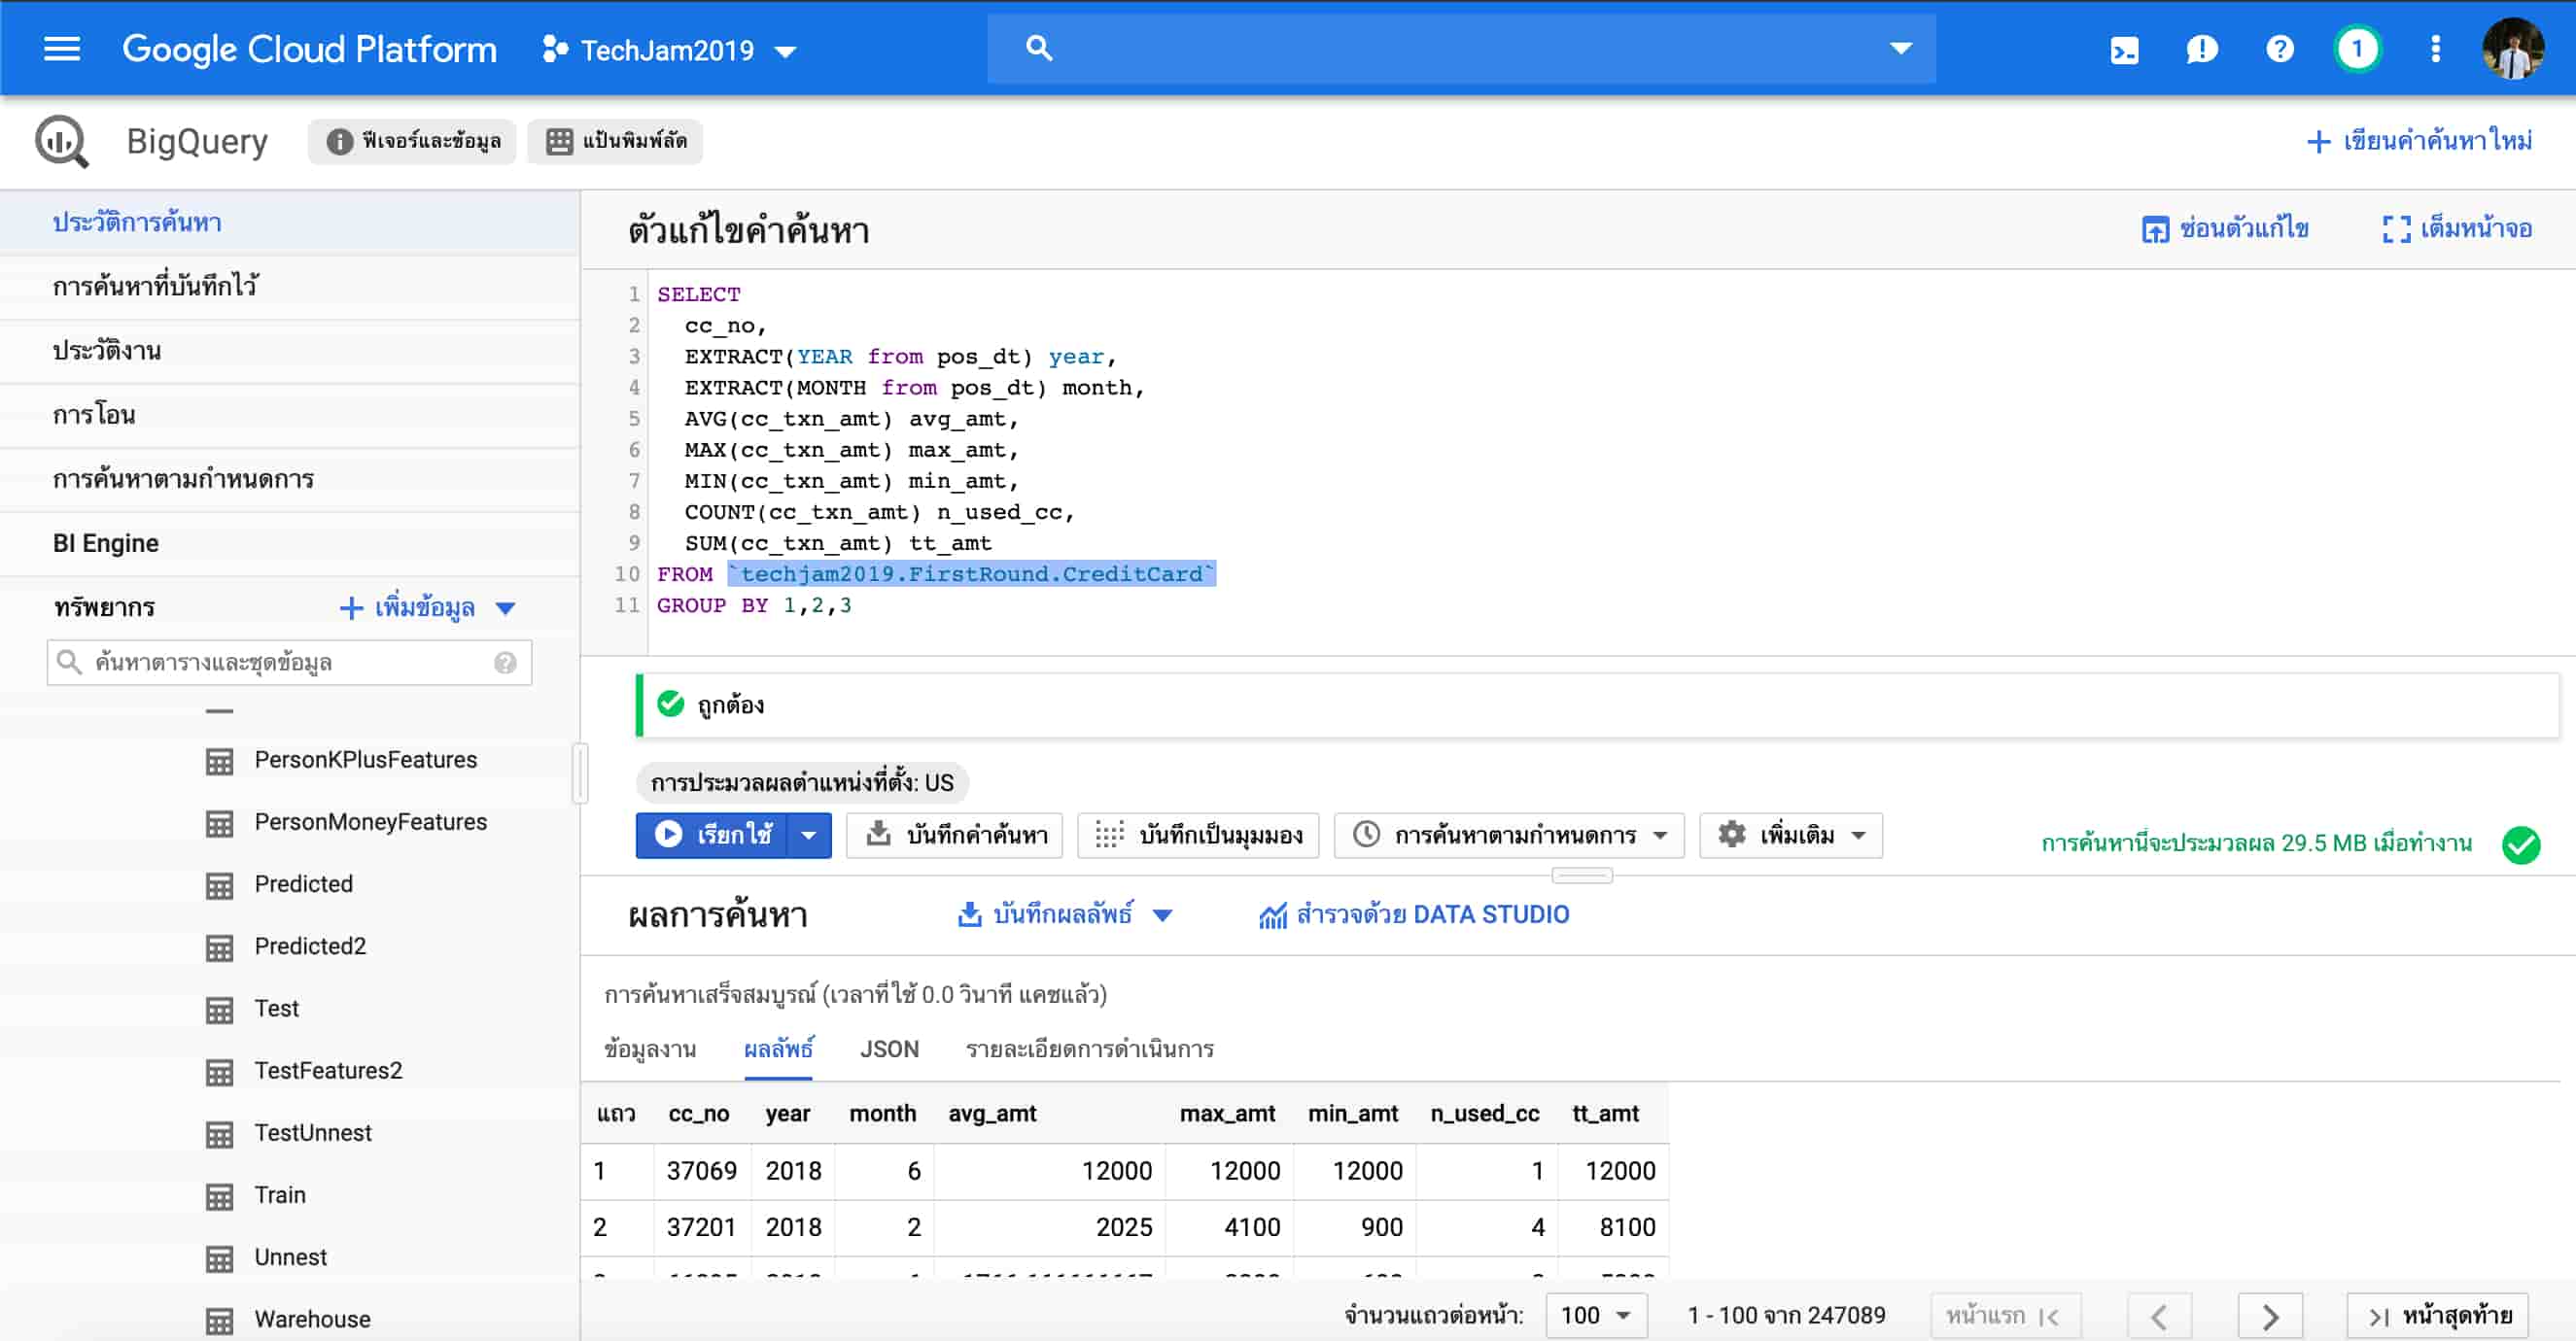 Google Cloud Platform TechJam2019 1
BigQuery ฟีเจอร์และข้อมูล แป้นพิมพ์ลัด เขียนคำค้นหาใหม่
ประวัติการค้นหา
การค้นหาที่บันทึกไว้
ประวัติงาน
การโอน
การค้นหาตามกำหนดการ
BI Engine
ทรัพยากร เพิ่มข้อมูล
ค้นหาตารางและชุดข้อมูล
PersonKPlusFeatures
PersonMoneyFeatures
Predicted
Predicted2
Test
TestFeatures2
TestUnnest
Train
Unnest
Warehouse
ตัวแก้ไขคำค้นหา ซ่อนตัวแก้ไข เต็มหน้าจอ
1 SELECT
2 cc_no,
3 EXTRACT(YEAR from pos_dt) year,
4 EXTRACT(MONTH from pos_dt) month,
5 AVG(cc_txn_amt) avg_amt,
6 MAX(cc_txn_amt) max_amt,
7 MIN(cc_txn_amt) min_amt,
8 COUNT(cc_txn_amt) n_used_cc,
9 SUM(cc_txn_amt) tt_amt
10 FROM `techjam2019.FirstRound.CreditCard`
11 GROUP BY 1,2,3
ถูกต้อง
การประมวลผลตำแหน่งที่ตั้ง: US
เรียกใช้ บันทึกคำค้นหา บันทึกเป็นมุมมอง การค้นหาตามกำหนดการ เพิ่มเติม การค้นหานี้จะประมวลผล 29.5 MB เมื่อทำงาน
ผลการค้นหา บันทึกผลลัพธ์ สำรวจด้วย DATA STUDIO
การค้นหาเสร็จสมบูรณ์ (เวลาที่ใช้ 0.0 วินาที แคชแล้ว)
ข้อมูลงาน ผลลัพธ์ JSON รายละเอียดการดำเนินการ
แถว cc_no year month avg_amt max_amt min_amt n_used_cc tt_amt
1 37069 2018 6 12000 12000 12000 1 12000
2 37201 2018 2 2025 4100 900 4 8100
จำนวนแถวต่อหน้า: 100 1 - 100 จาก 247089 หน้าแรก หน้าสุดท้าย